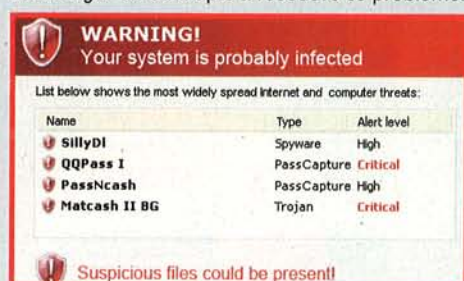 WARNING!
Your system is probably infected
List below shows the most widely spread Internet and computer threats:
Name Type Alert level
SillyDl Spyware High
QQPass I PassCapture Critical
PassNcash PassCapture High
Matcash II BG Trojan Critical
Suspicious files could be present!